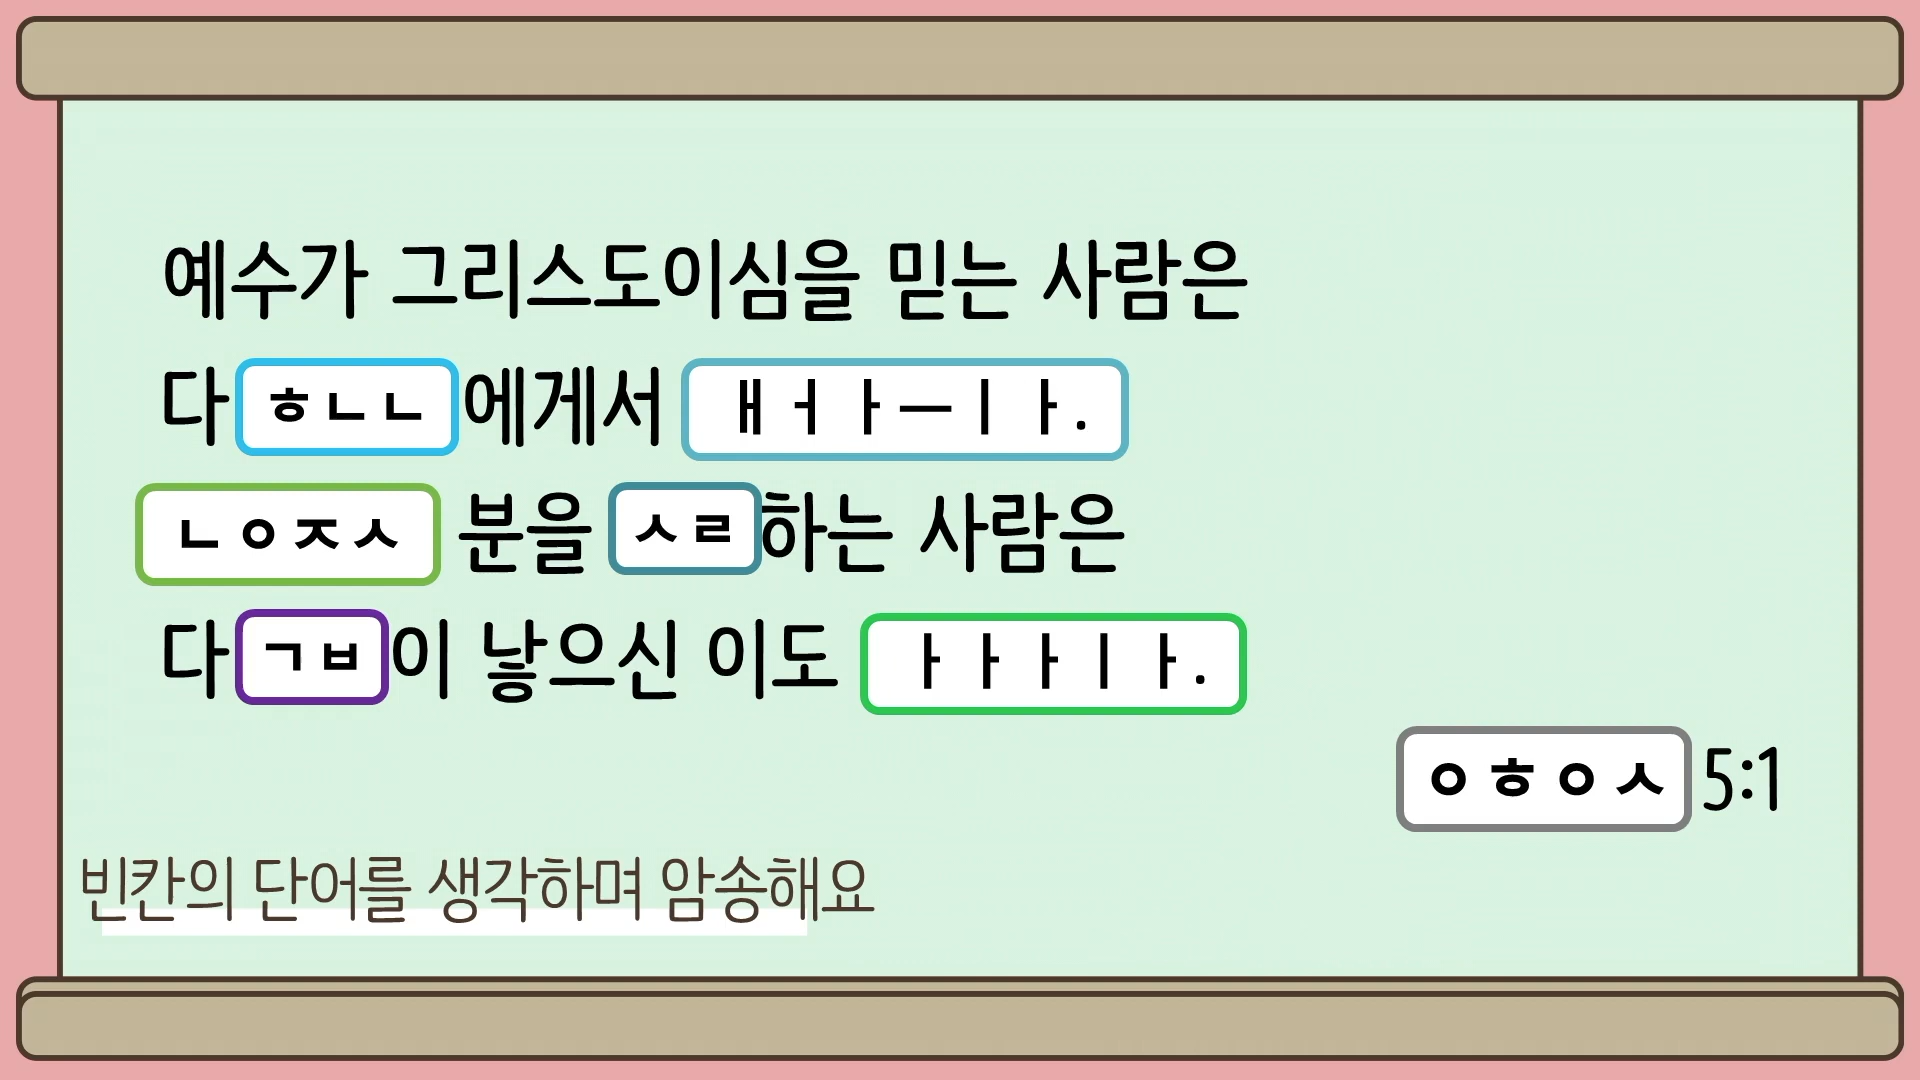 예수가 그리스도이심을 믿는 사람은
다 ㅎㄴㄴ에게서 ㅐㅓㅏㅡㅣㅏ.
ㄴㅇㅈㅅ 분을 ㅅㄹ하는 사람은
다 ㄱㅂ이 낳으신 이도 ㅏㅏㅏㅣㅏ.
ㅇㅎㅇㅅ 5:1
빈칸의 단어를 생각하며 암송해요